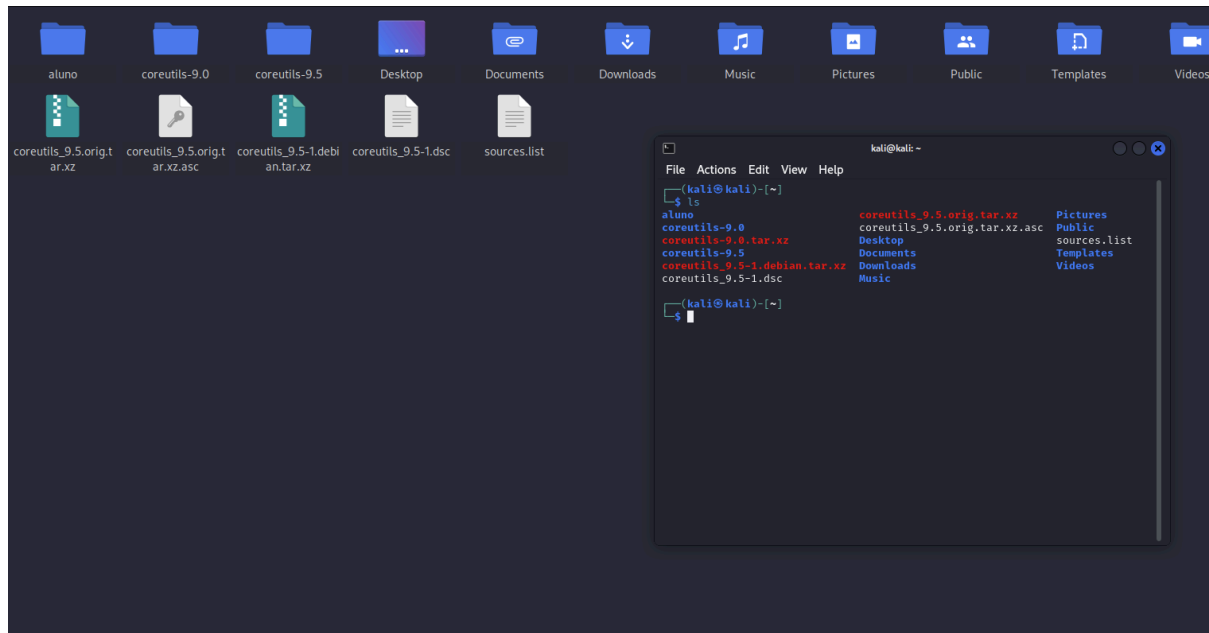 aluno coreutils-9.0 coreutils-9.5 Desktop Documents Downloads Music Pictures Public Templates Videos
coreutils_9.5.orig.t coreutils_9.5.orig.t coreutils_9.5-1.debi coreutils_9.5-1.dsc sources.list
ar.xz ar.xz.asc an.tar.xz
kali@kali: ~
File Actions Edit View Help
┌──(kali㉿kali)-[~]
└─$ ls
aluno coreutils_9.5.orig.tar.xz Pictures
coreutils-9.0 coreutils_9.5.orig.tar.xz.asc Public
coreutils-9.0.tar.xz Desktop sources.list
coreutils-9.5 Documents Templates
coreutils_9.5-1.debian.tar.xz Downloads Videos
coreutils_9.5-1.dsc Music
┌──(kali㉿kali)-[~]
└─$